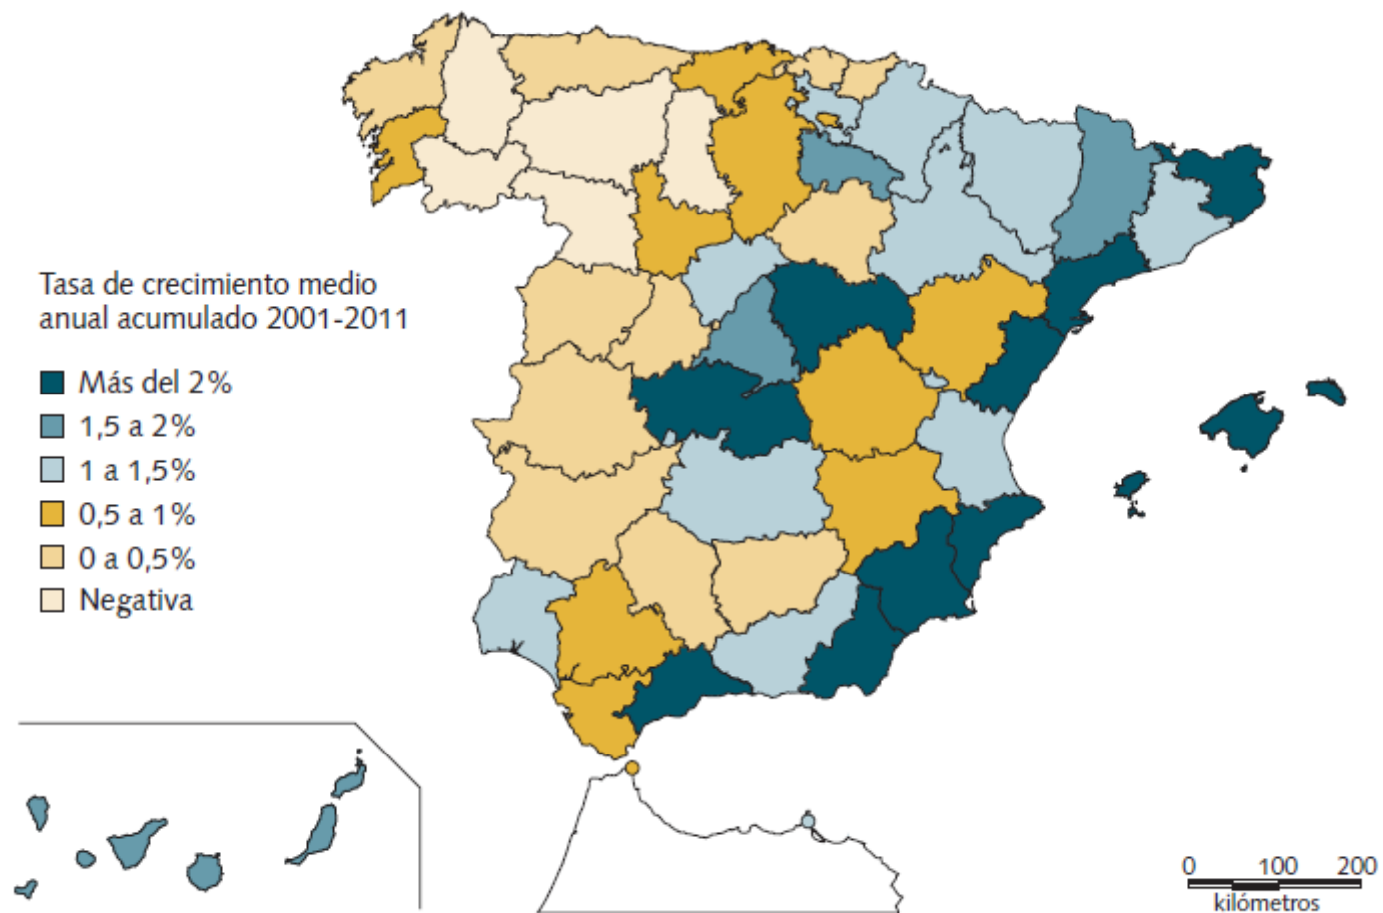 Tasa de crecimiento medio
anual acumulado 2001-2011
Más del 2%
1,5 a 2%
1 a 1,5%
0,5 a 1%
0 a 0,5%
Negativa
0 100 200
kilómetros